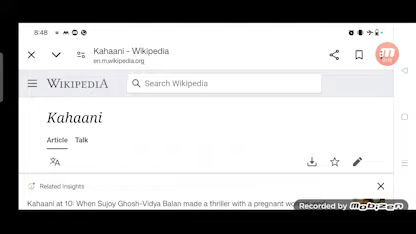 8:48
Kahaani - Wikipedia
en.m.wikipedia.org
WIKIPEDIA
Search Wikipedia
Kahaani
Article Talk
Related Insights
Kahaani at 10: When Sujoy Ghosh-Vidya Balan made a thriller with a pregnant
Recorded by MOBIZEN